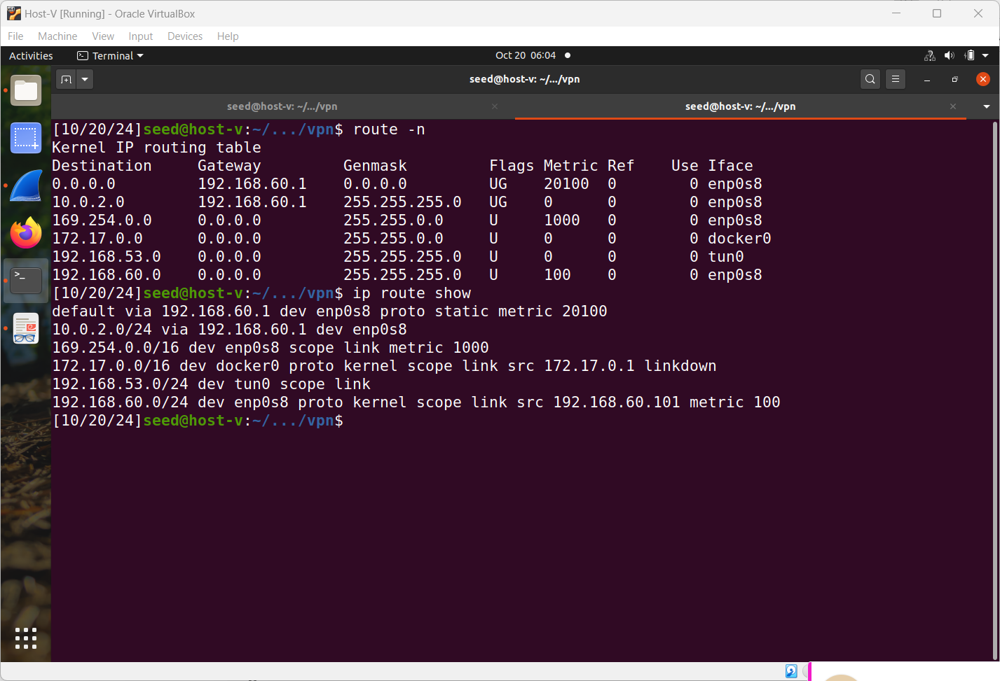 Host-V [Running] - Oracle VirtualBox
File Machine View Input Devices Help
Activities Terminal Oct 20 06:04
seed@host-v: ~/.../vpn
seed@host-v: ~/.../vpn seed@host-v: ~/.../vpn
[10/20/24]seed@host-v:~/.../vpn$ route -n
Kernel IP routing table
Destination Gateway Genmask Flags Metric Ref Use Iface
0.0.0.0 192.168.60.1 0.0.0.0 UG 20100 0 0 enp0s8
10.0.2.0 192.168.60.1 255.255.255.0 UG 0 0 0 enp0s8
169.254.0.0 0.0.0.0 255.255.0.0 U 1000 0 0 enp0s8
172.17.0.0 0.0.0.0 255.255.0.0 U 0 0 0 docker0
192.168.53.0 0.0.0.0 255.255.255.0 U 0 0 0 tun0
192.168.60.0 0.0.0.0 255.255.255.0 U 100 0 0 enp0s8
[10/20/24]seed@host-v:~/.../vpn$ ip route show
default via 192.168.60.1 dev enp0s8 proto static metric 20100
10.0.2.0/24 via 192.168.60.1 dev enp0s8
169.254.0.0/16 dev enp0s8 scope link metric 1000
172.17.0.0/16 dev docker0 proto kernel scope link src 172.17.0.1 linkdown
192.168.53.0/24 dev tun0 scope link
192.168.60.0/24 dev enp0s8 proto kernel scope link src 192.168.60.101 metric 100
[10/20/24]seed@host-v:~/.../vpn$